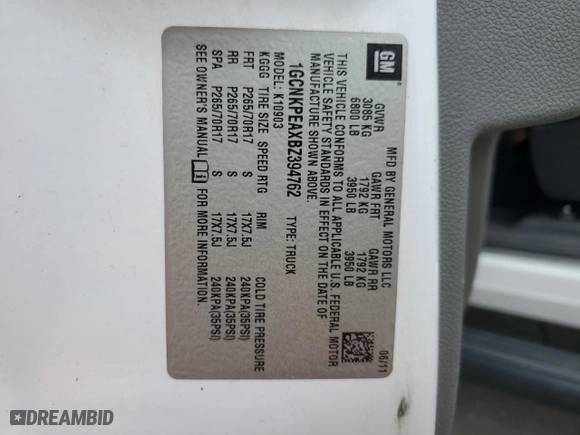 GM
MFD BY GENERAL MOTORS LLC
06/11
GVWR GAWR FRT GAWR RR
3085 KG 1792 KG 1792 KG
6800 LB 3950 LB 3950 LB
THIS VEHICLE CONFORMS TO ALL APPLICABLE U.S. FEDERAL MOTOR
VEHICLE SAFETY STANDARDS IN EFFECT ON THE DATE OF
MANUFACTURE SHOWN ABOVE.
1GCNKPEAXBZ394762 TYPE: TRUCK
MODEL: K10903
KGGG TIRE SIZE SPEED RTG RIM COLD TIRE PRESSURE
FRT P265/70R17 S 17X7.5J 240KPA(35PSI)
RR P265/70R17 S 17X7.5J 240KPA(35PSI)
SPA P265/70R17 S 17X7.5J 240KPA(35PSI)
SEE OWNER'S MANUAL FOR MORE INFORMATION.
DREAMBID